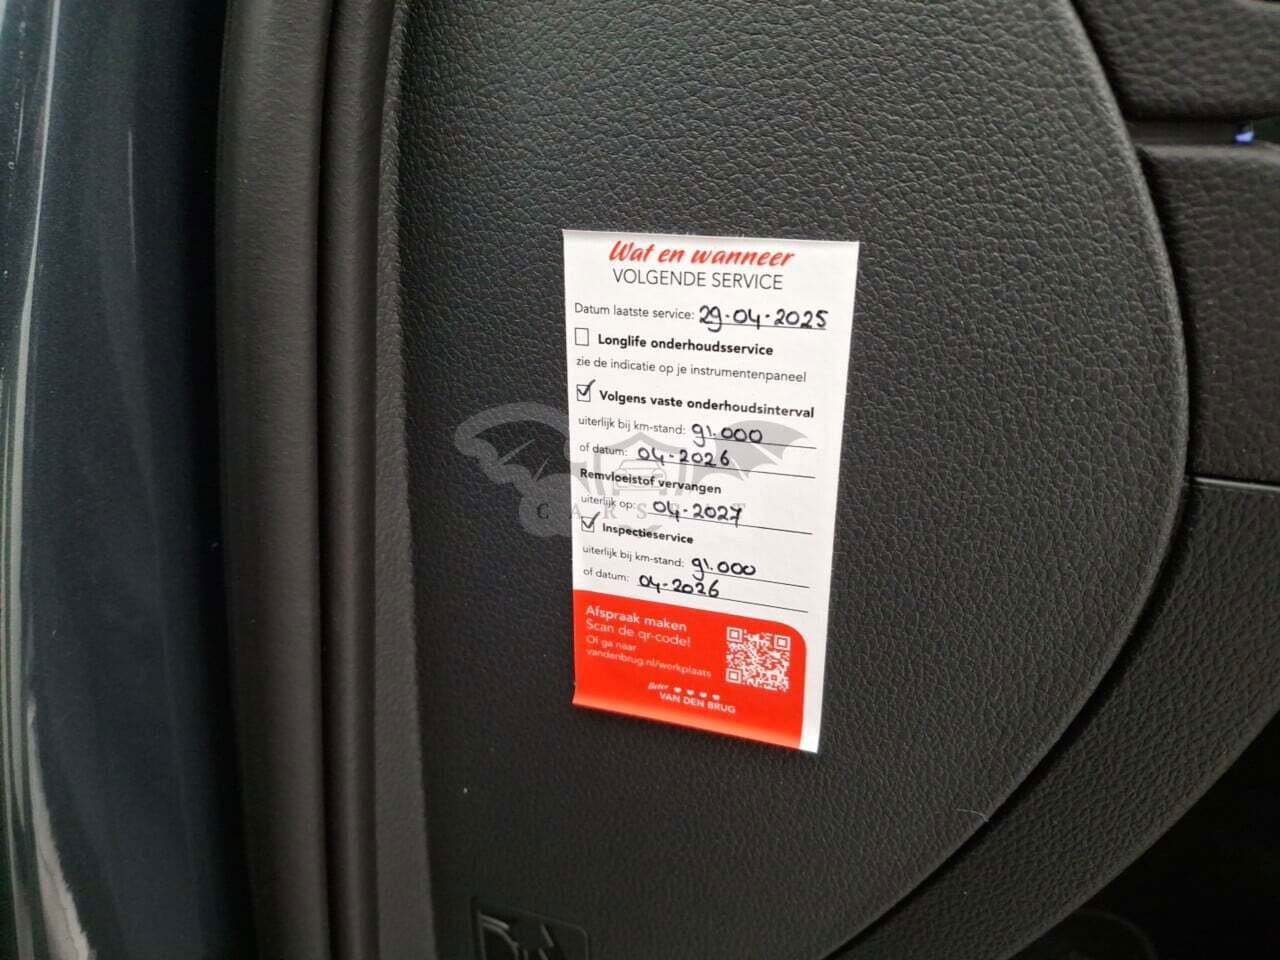 Wat en wanneer
VOLGENDE SERVICE
Datum laatste service: 29-04-2025
Longlife onderhoudsservice
zie de indicatie op je instrumentenpaneel
Volgens vaste onderhoudsinterval
uiterlijk bij km-stand: 91.000
of datum: 04-2026
Remvloeistof vervangen
uiterlijk op: 04-2027
Inspectieservice
uiterlijk bij km-stand: 91.000
of datum: 04-2026
Afspraak maken
Scan de qr-code!
Of ga naar
vandenbrug.nl/werkplaats
Beter
VAN DEN BRUG